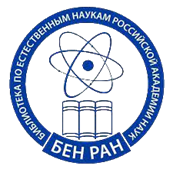 БИБЛИОТЕКА ПО ЕСТЕСТВЕННЫМ НАУКАМ РОССИЙСКОЙ АКАДЕМИИ НАУК
БЕН РАН